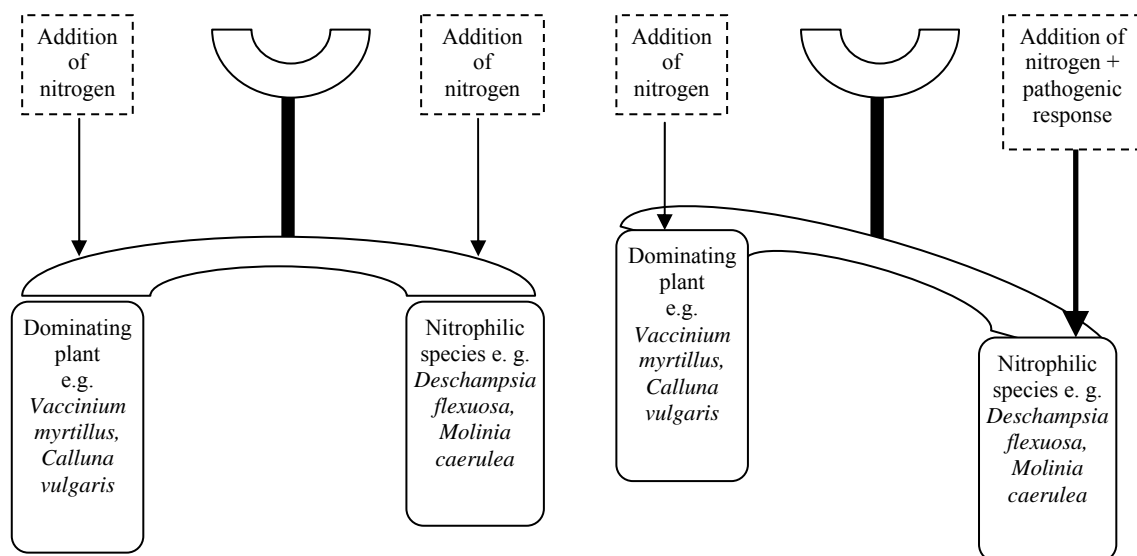 Addition
of
nitrogen
Addition
of
nitrogen
Dominating
plant
e.g.
Vaccinium
myrtillus,
Calluna
vulgaris
Nitrophilic
species e. g.
Deschampsia
flexuosa,
Molinia
caerulea
Addition
of
nitrogen
Addition of
nitrogen +
pathogenic
response
Dominating
plant
e.g.
Vaccinium
myrtillus,
Calluna
vulgaris
Nitrophilic
species e. g.
Deschampsia
flexuosa,
Molinia
caerulea